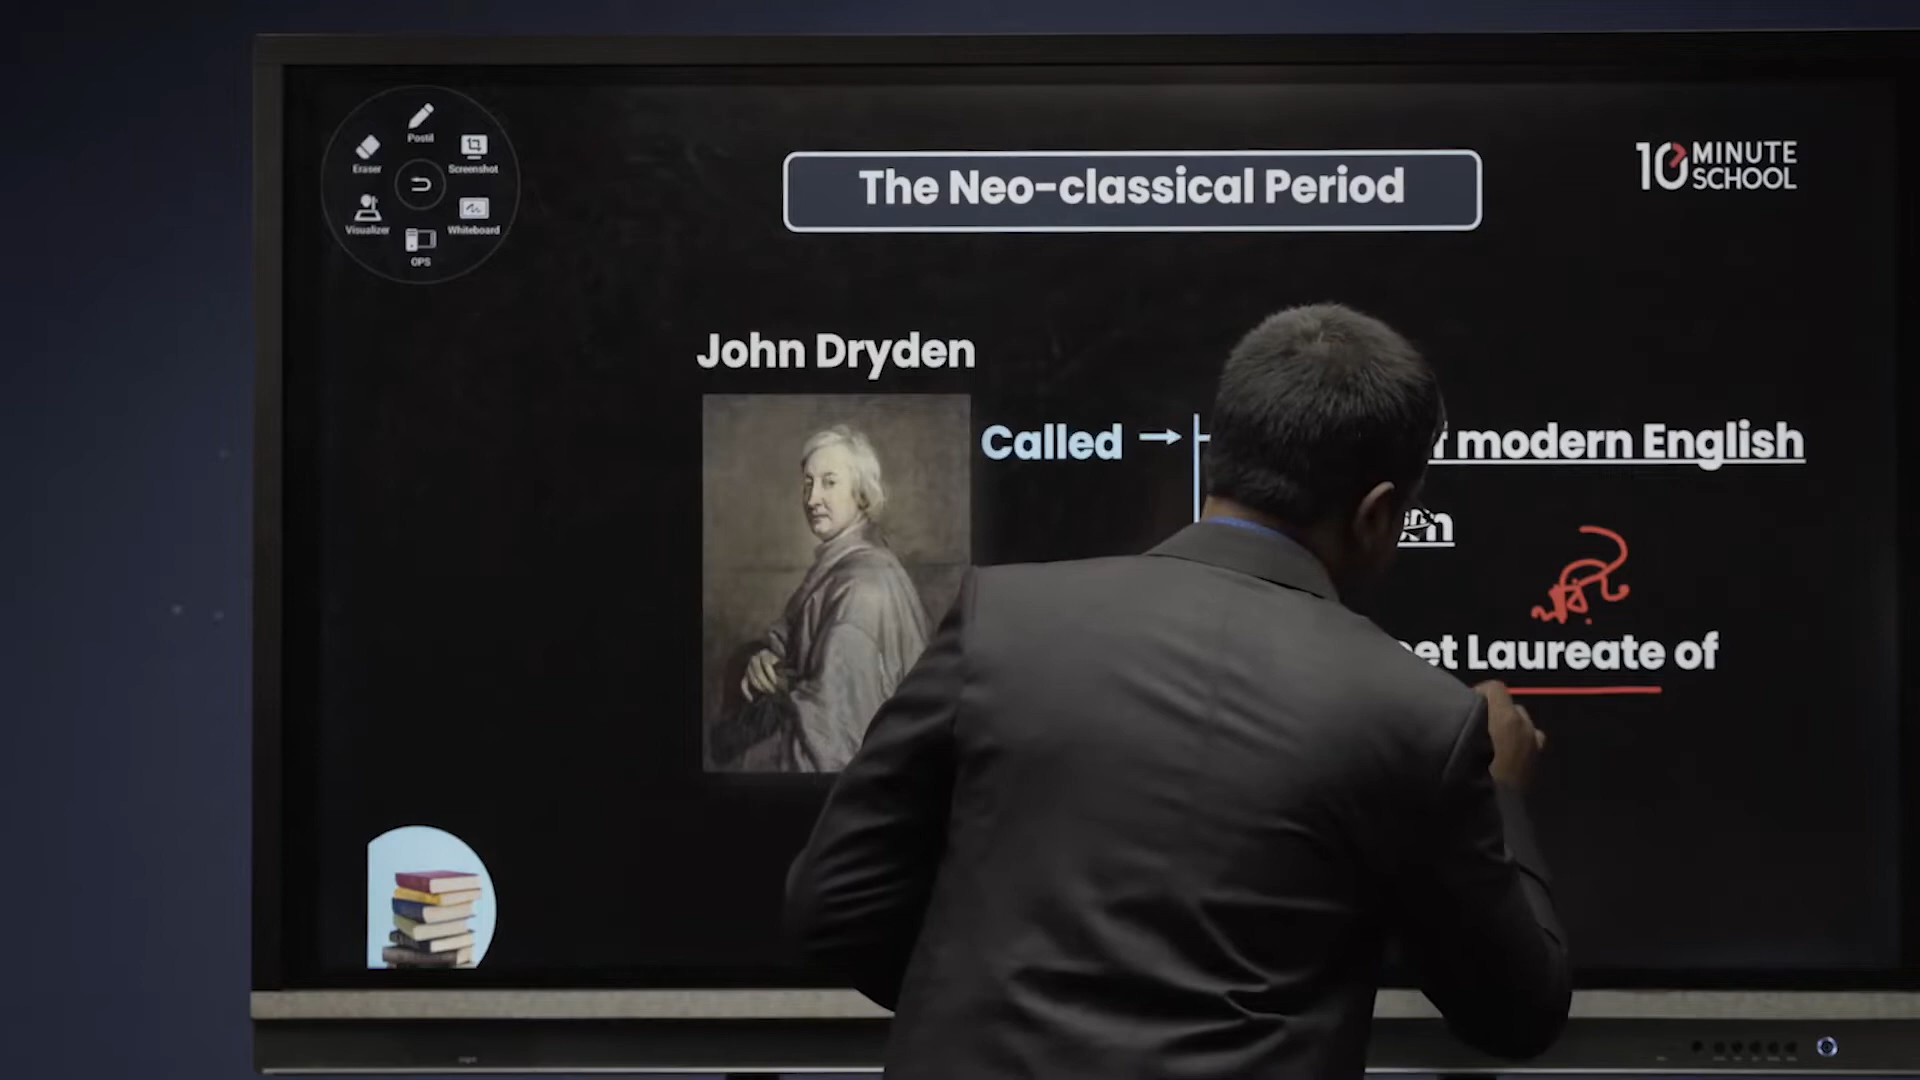 Postil
Eraser
Screenshot
Visualizer
Whiteboard
OPS
The Neo-classical Period
10 MINUTE
SCHOOL
John Dryden
Called → modern English
Laureate of